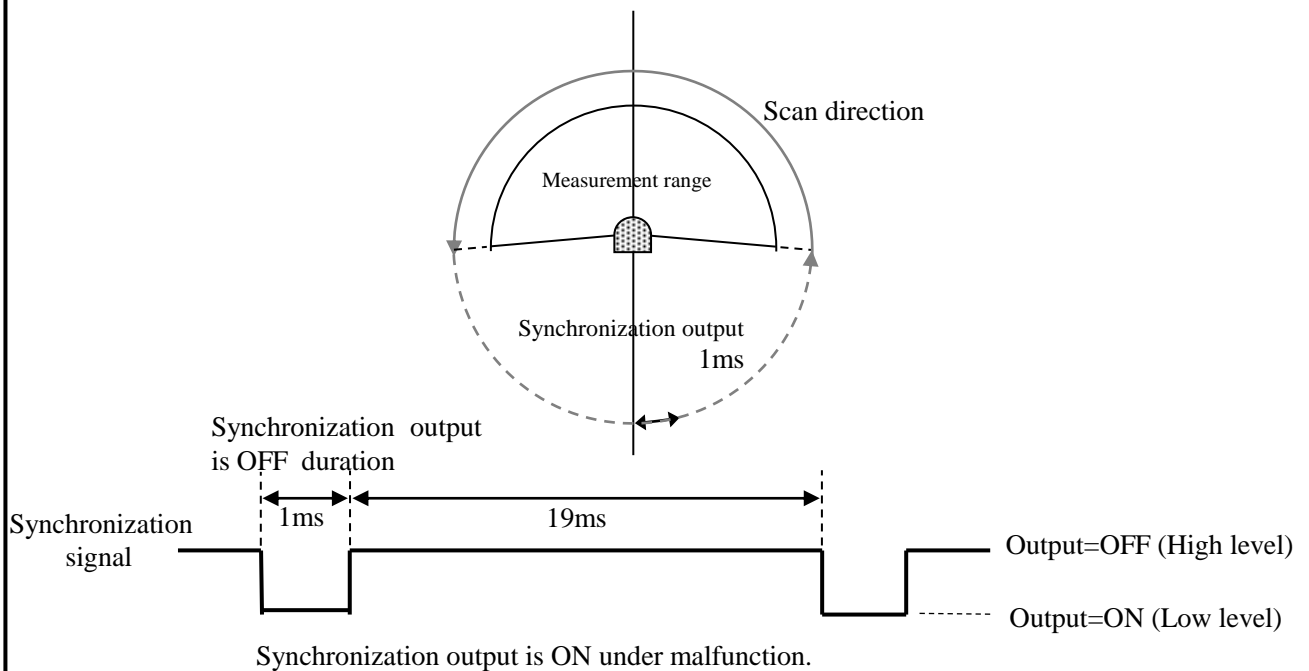 Scan direction
Measurement range
Synchronization output
1ms
Synchronization output
is OFF duration
1ms
19ms
Synchronization
signal
Output=OFF (High level)
Output=ON (Low level)
Synchronization output is ON under malfunction.